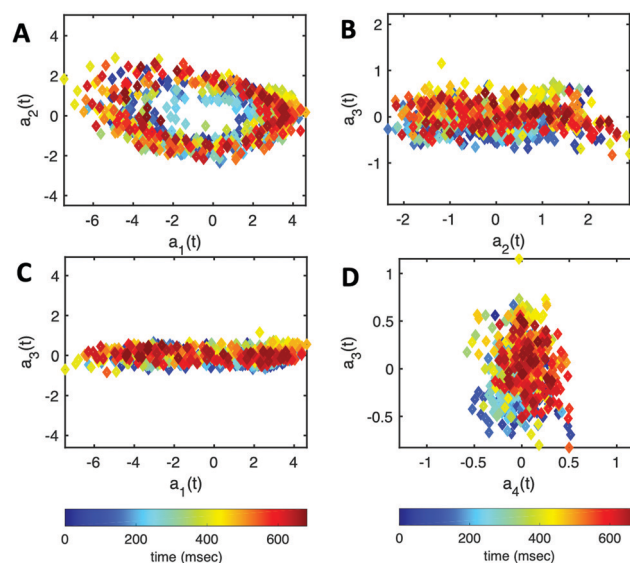 A
4
2
0
-2
-4
a2(t)
-6 -4 -2 0 2 4
a1(t)
B
2
1
0
-1
a3(t)
-2 -1 0 1 2
a2(t)
C
4
2
0
-2
-4
a3(t)
-6 -4 -2 0 2 4
a1(t)
D
1
0.5
0
-0.5
a3(t)
-1 -0.5 0 0.5 1
a4(t)
0 200 400 600
time (msec)
0 200 400 600
time (msec)